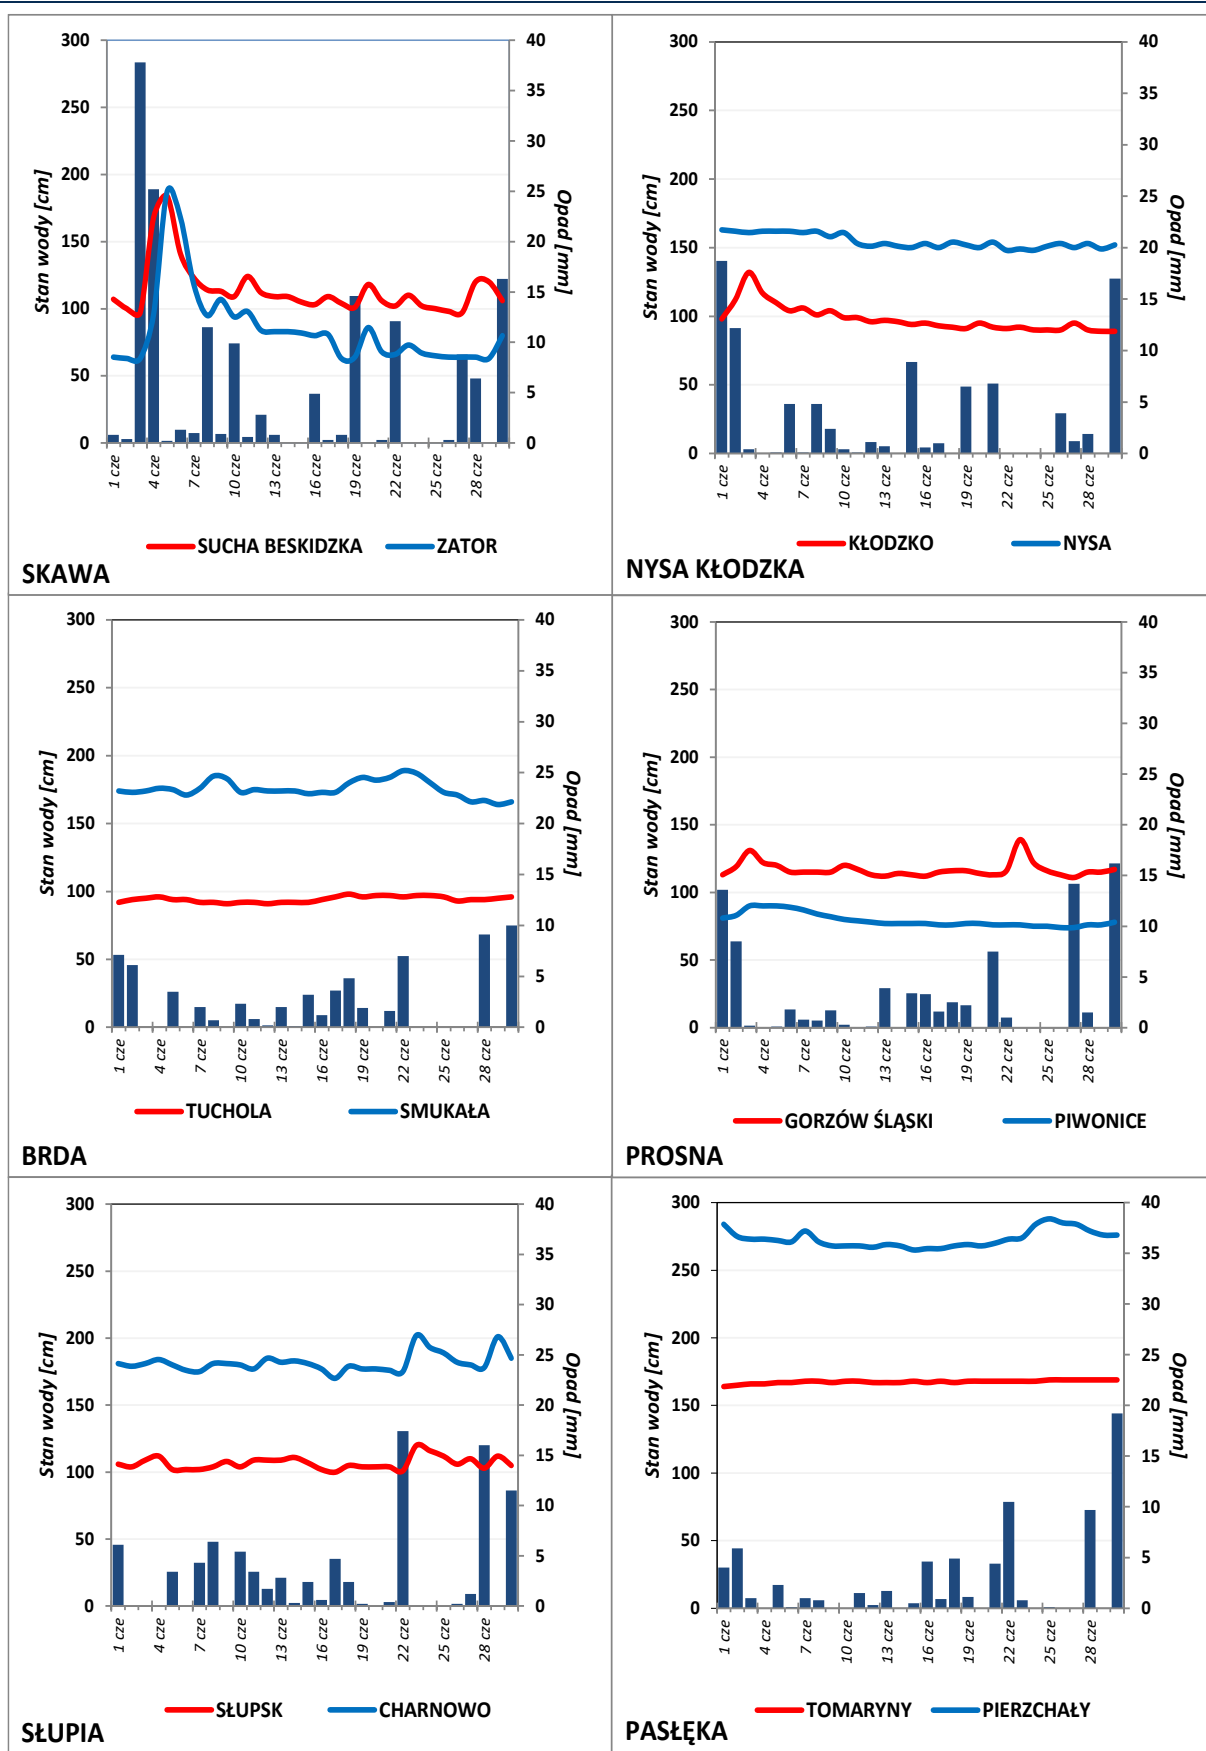 300
250
200
150
100
50
0
Stan wody [cm]
40
35
30
25
20
15
10
5
0
Opad [mm]
1 cze
4 cze
7 cze
10 cze
13 cze
16 cze
19 cze
22 cze
25 cze
28 cze
SUCHA BESKIDZKA ZATOR
SKAWA
300
250
200
150
100
50
0
Stan wody [cm]
40
35
30
25
20
15
10
5
0
Opad [mm]
1 cze
4 cze
7 cze
10 cze
13 cze
16 cze
19 cze
22 cze
25 cze
28 cze
KŁODZKO NYSA
NYSA KŁODZKA
300
250
200
150
100
50
0
Stan wody [cm]
40
35
30
25
20
15
10
5
0
Opad [mm]
1 cze
4 cze
7 cze
10 cze
13 cze
16 cze
19 cze
22 cze
25 cze
28 cze
TUCHOLA SMUKAŁA
BRDA
300
250
200
150
100
50
0
Stan wody [cm]
40
35
30
25
20
15
10
5
0
Opad [mm]
1 cze
4 cze
7 cze
10 cze
13 cze
16 cze
19 cze
22 cze
25 cze
28 cze
GORZÓW ŚLĄSKI PIWONICE
PROSNA
300
250
200
150
100
50
0
Stan wody [cm]
40
35
30
25
20
15
10
5
0
Opad [mm]
1 cze
4 cze
7 cze
10 cze
13 cze
16 cze
19 cze
22 cze
25 cze
28 cze
SŁUPSK CHARNOWO
SŁUPIA
300
250
200
150
100
50
0
Stan wody [cm]
40
35
30
25
20
15
10
5
0
Opad [mm]
1 cze
4 cze
7 cze
10 cze
13 cze
16 cze
19 cze
22 cze
25 cze
28 cze
TOMARYNY PIERZCHAŁY
PASŁĘKA